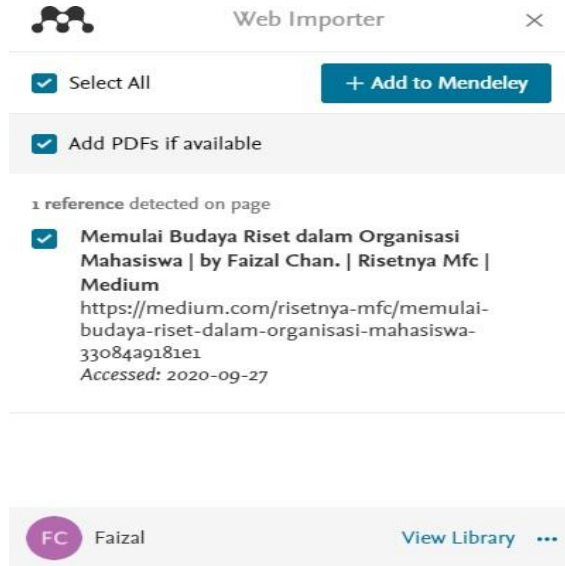 Web Importer ×
Select All + Add to Mendeley
Add PDFs if available
1 reference detected on page
Memulai Budaya Riset dalam Organisasi
Mahasiswa | by Faizal Chan. | Risetnya Mfc |
Medium
https://medium.com/risetnya-mfc/memulai-
budaya-riset-dalam-organisasi-mahasiswa-
33084a9181e1
Accessed: 2020-09-27
FC Faizal View Library ...